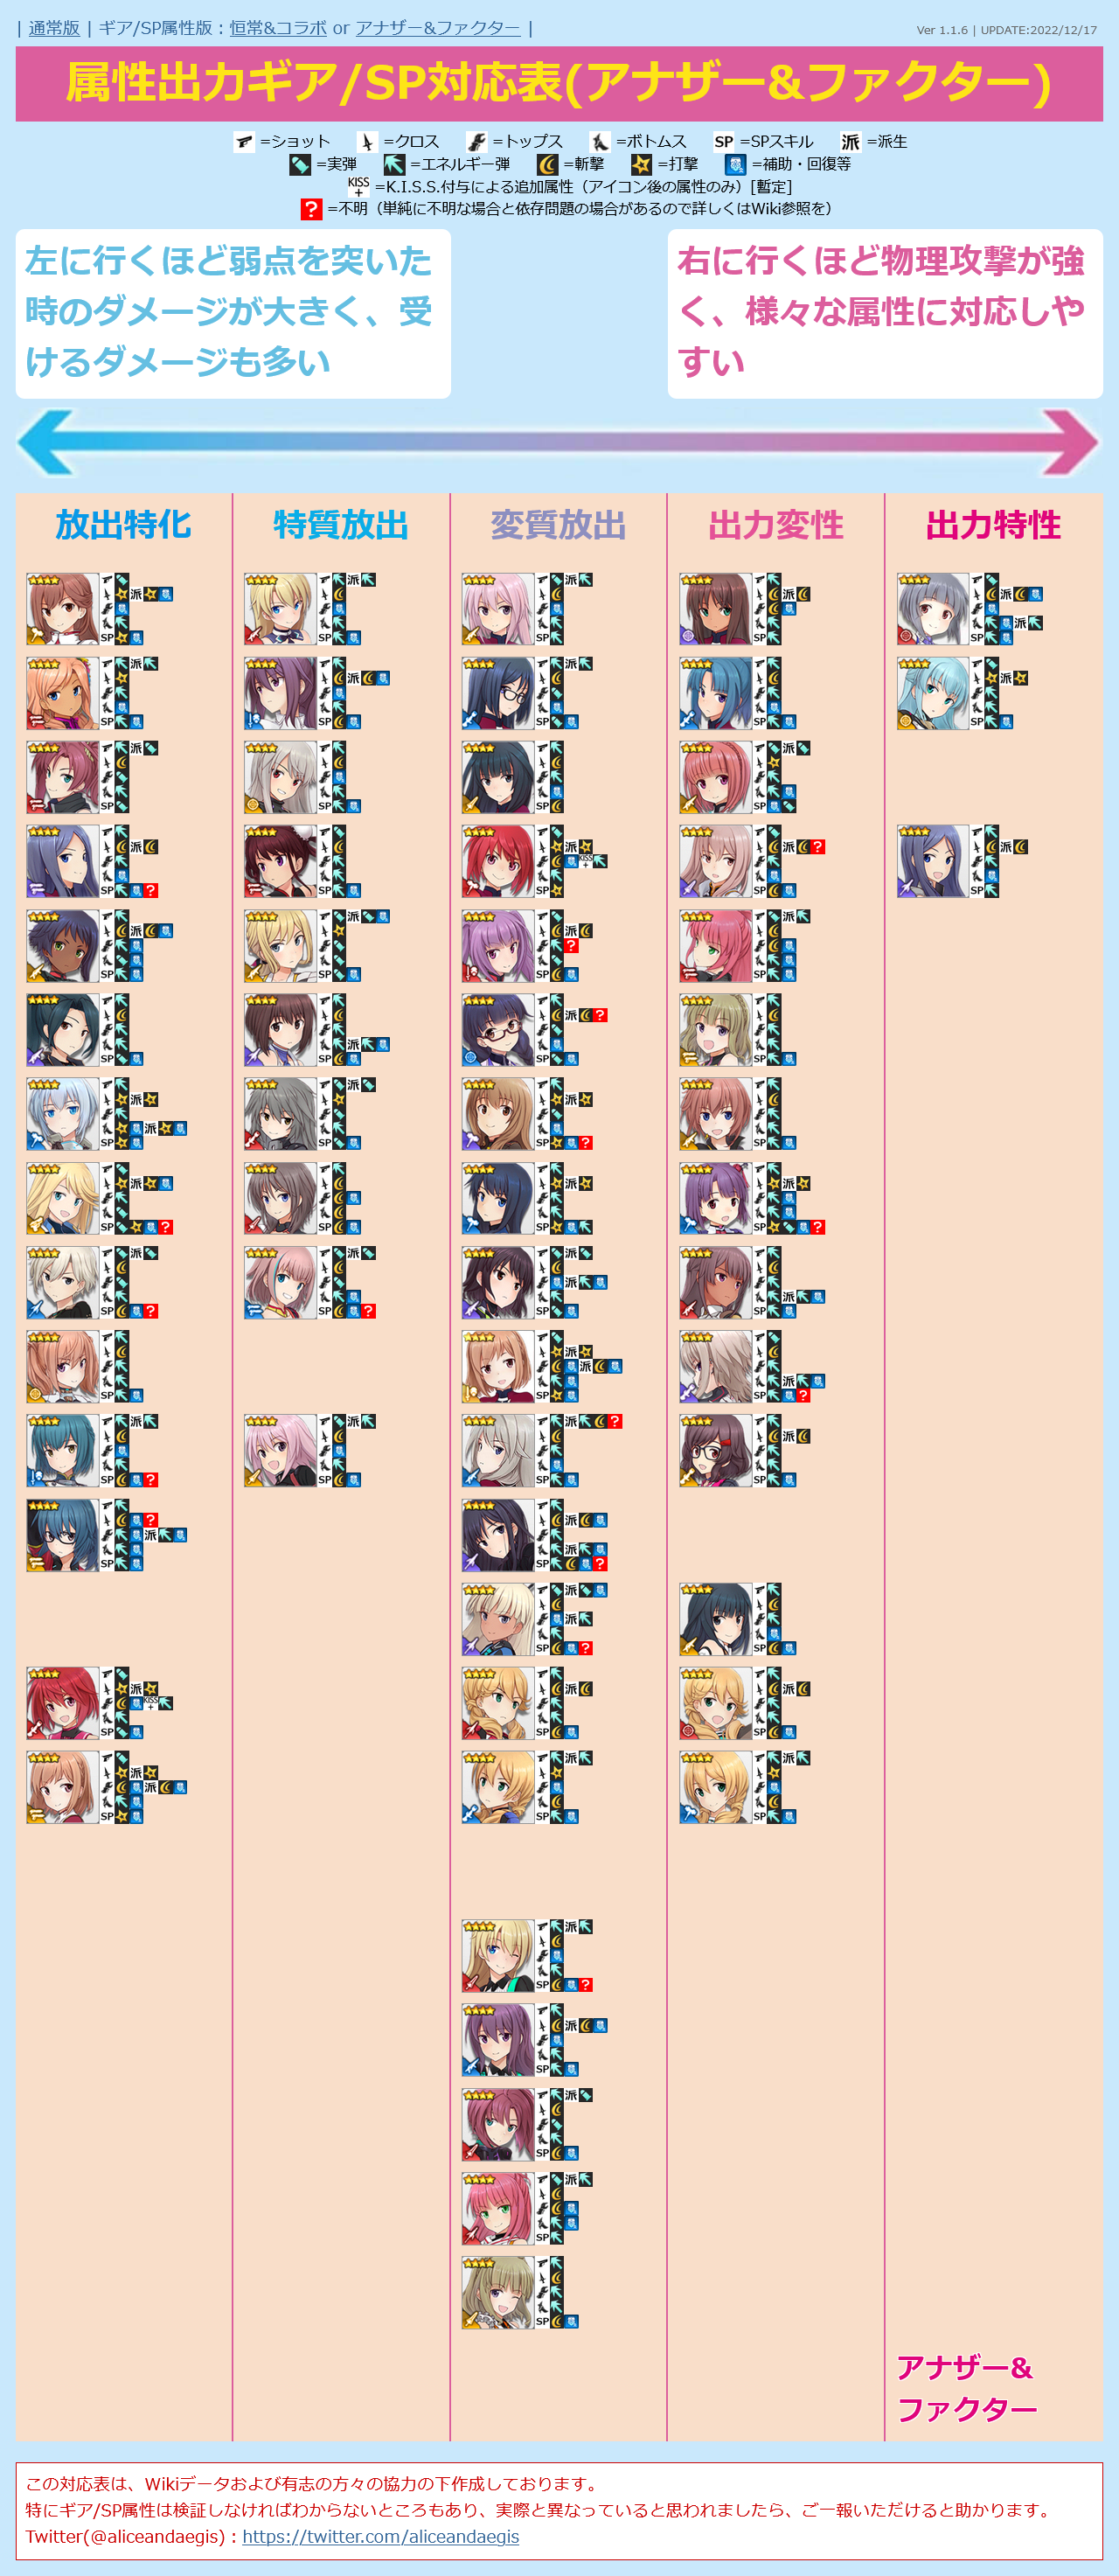 | 通常版 | ギア/SP属性版：恒常&コラボ or アナザー&ファクター |
Ver 1.1.6 | UPDATE:2022/12/17
属性出力ギア/SP対応表(アナザー&ファクター)
=ショット =クロス =トップス =ボトムス SP =SPスキル 派 =派生
=実弾 =エネルギー弾 =斬撃 =打撃 =補助・回復等
KISS + =K.I.S.S.付与による追加属性（アイコン後の属性のみ）[暫定]
? =不明（単純に不明な場合と依存問題の場合があるので詳しくはWiki参照を）
左に行くほど弱点を突いた
時のダメージが大きく、受
けるダメージも多い
右に行くほど物理攻撃が強
く、様々な属性に対応しや
すい
放出特化 特質放出 変質放出 出力変性 出力特性
アナザー&
ファクター
この対応表は、Wikiデータおよび有志の方々の協力の下作成しております。
特にギア/SP属性は検証しなければわからないところもあり、実際と異なっていると思われましたら、ご一報いただけると助かります。
Twitter(@aliceandaegis)：https://twitter.com/aliceandaegis